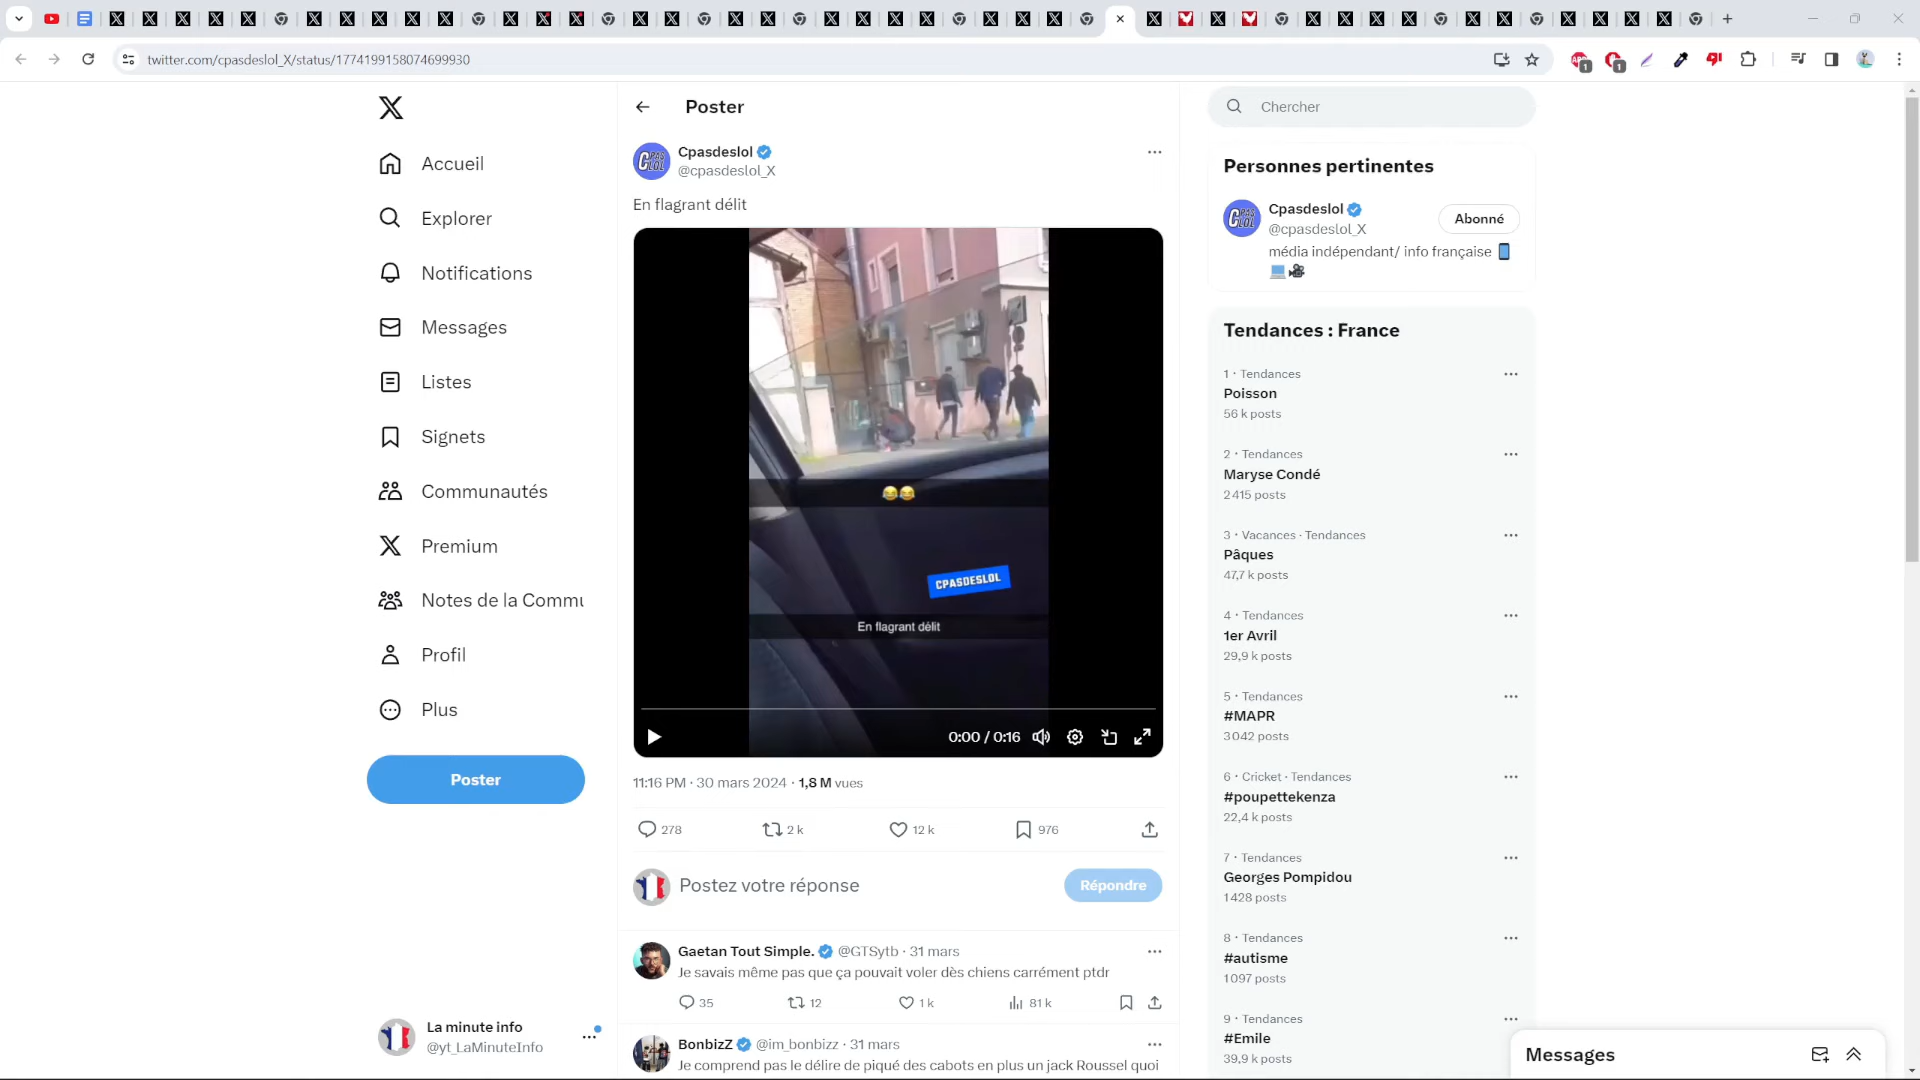 twitter.com/cpasdeslol_X/status/1774199158074699930
Accueil
Explorer
Notifications
Messages
Listes
Signets
Communautés
Premium
Notes de la Commu
Profil
Plus
Poster
La minute info
@yt_LaMinuteInfo
Poster
Cpasdeslol
@cpasdeslol_X
En flagrant délit
CPASDESLOL
En flagrant délit
0:00 / 0:16
11:16 PM · 30 mars 2024 · 1,8 M vues
278 2 k 12 k 976
Postez votre réponse
Répondre
Gaetan Tout Simple. @GTSytb · 31 mars
Je savais même pas que ça pouvait voler dès chiens carrément ptdr
35 12 1 k 81 k
BonbizZ @im_bonbizz · 31 mars
Je comprend pas le délire de piqué des cabots en plus un jack Roussel quoi
Chercher
Personnes pertinentes
Cpasdeslol
@cpasdeslol_X
Abonné
média indépendant/ info française
Tendances : France
1 · Tendances
Poisson
56 k posts
2 · Tendances
Maryse Condé
2 415 posts
3 · Vacances · Tendances
Pâques
47,7 k posts
4 · Tendances
1er Avril
29,9 k posts
5 · Tendances
#MAPR
3 042 posts
6 · Cricket · Tendances
#poupettekenza
22,4 k posts
7 · Tendances
Georges Pompidou
1 428 posts
8 · Tendances
#autisme
1 097 posts
9 · Tendances
#Emile
39,9 k posts
Messages